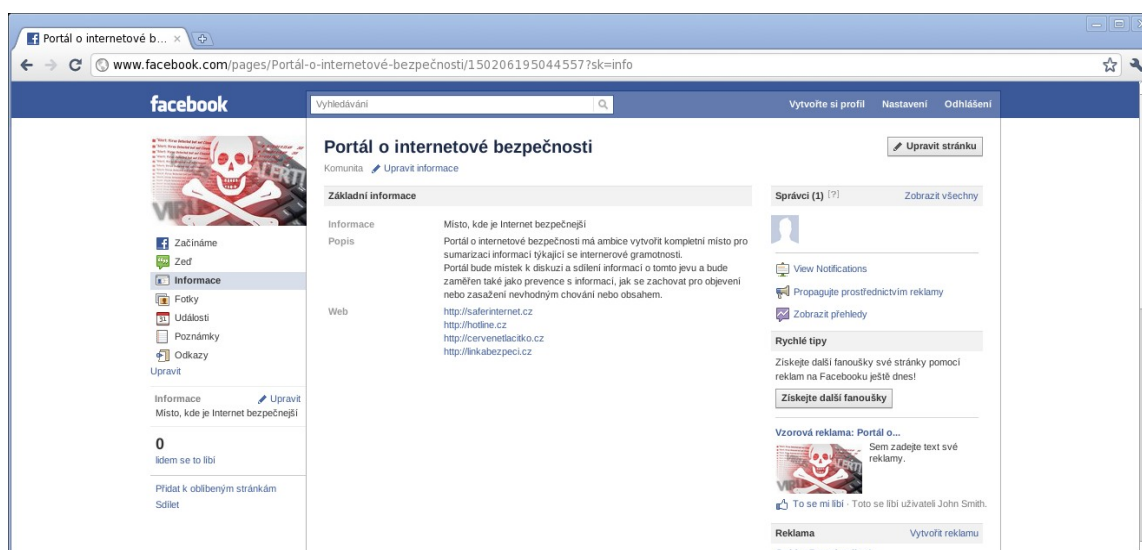 Portál o internetové b...
www.facebook.com/pages/Portál-o-internetové-bezpečnosti/150206195044557?sk=info
facebook
Vyhledávání
Vytvořte si profil Nastavení Odhlášení
VIRUS ALERT!
Začínáme
Zeď
Informace
Fotky
31 Události
Poznámky
Odkazy
Upravit
Informace Upravit
Místo, kde je Internet bezpečnejší
0
lidem se to líbí
Přidat k oblíbeným stránkám
Sdílet
Portál o internetové bezpečnosti
Komunita Upravit informace
Základní informace
Informace Místo, kde je Internet bezpečnejší
Popis Portál o internetové bezpečnosti má ambice vytvořit kompletní místo pro
sumarizaci informací týkající se internerové gramotnosti.
Portál bude místek k diskuzi a sdílení informací o tomto jevu a bude
zaměřen také jako prevence s informací, jak se zachovat pro objevení
nebo zasažení nevhodným chování nebo obsahem.
Web http://saferinternet.cz
http://hotline.cz
http://cervenetlacitko.cz
http://linkabezpeci.cz
Upravit stránku
Správci (1) [?] Zobrazit všechny
View Notifications
Propagujte prostřednictvím reklamy
Zobrazit přehledy
Rychlé tipy
Získejte další fanoušky své stránky pomocí
reklam na Facebooku ještě dnes!
Získejte další fanoušky
Vzorová reklama: Portál o...
Sem zadejte text své
reklamy.
To se mi líbí · Toto se líbí uživateli John Smith.
Reklama Vytvořit reklamu